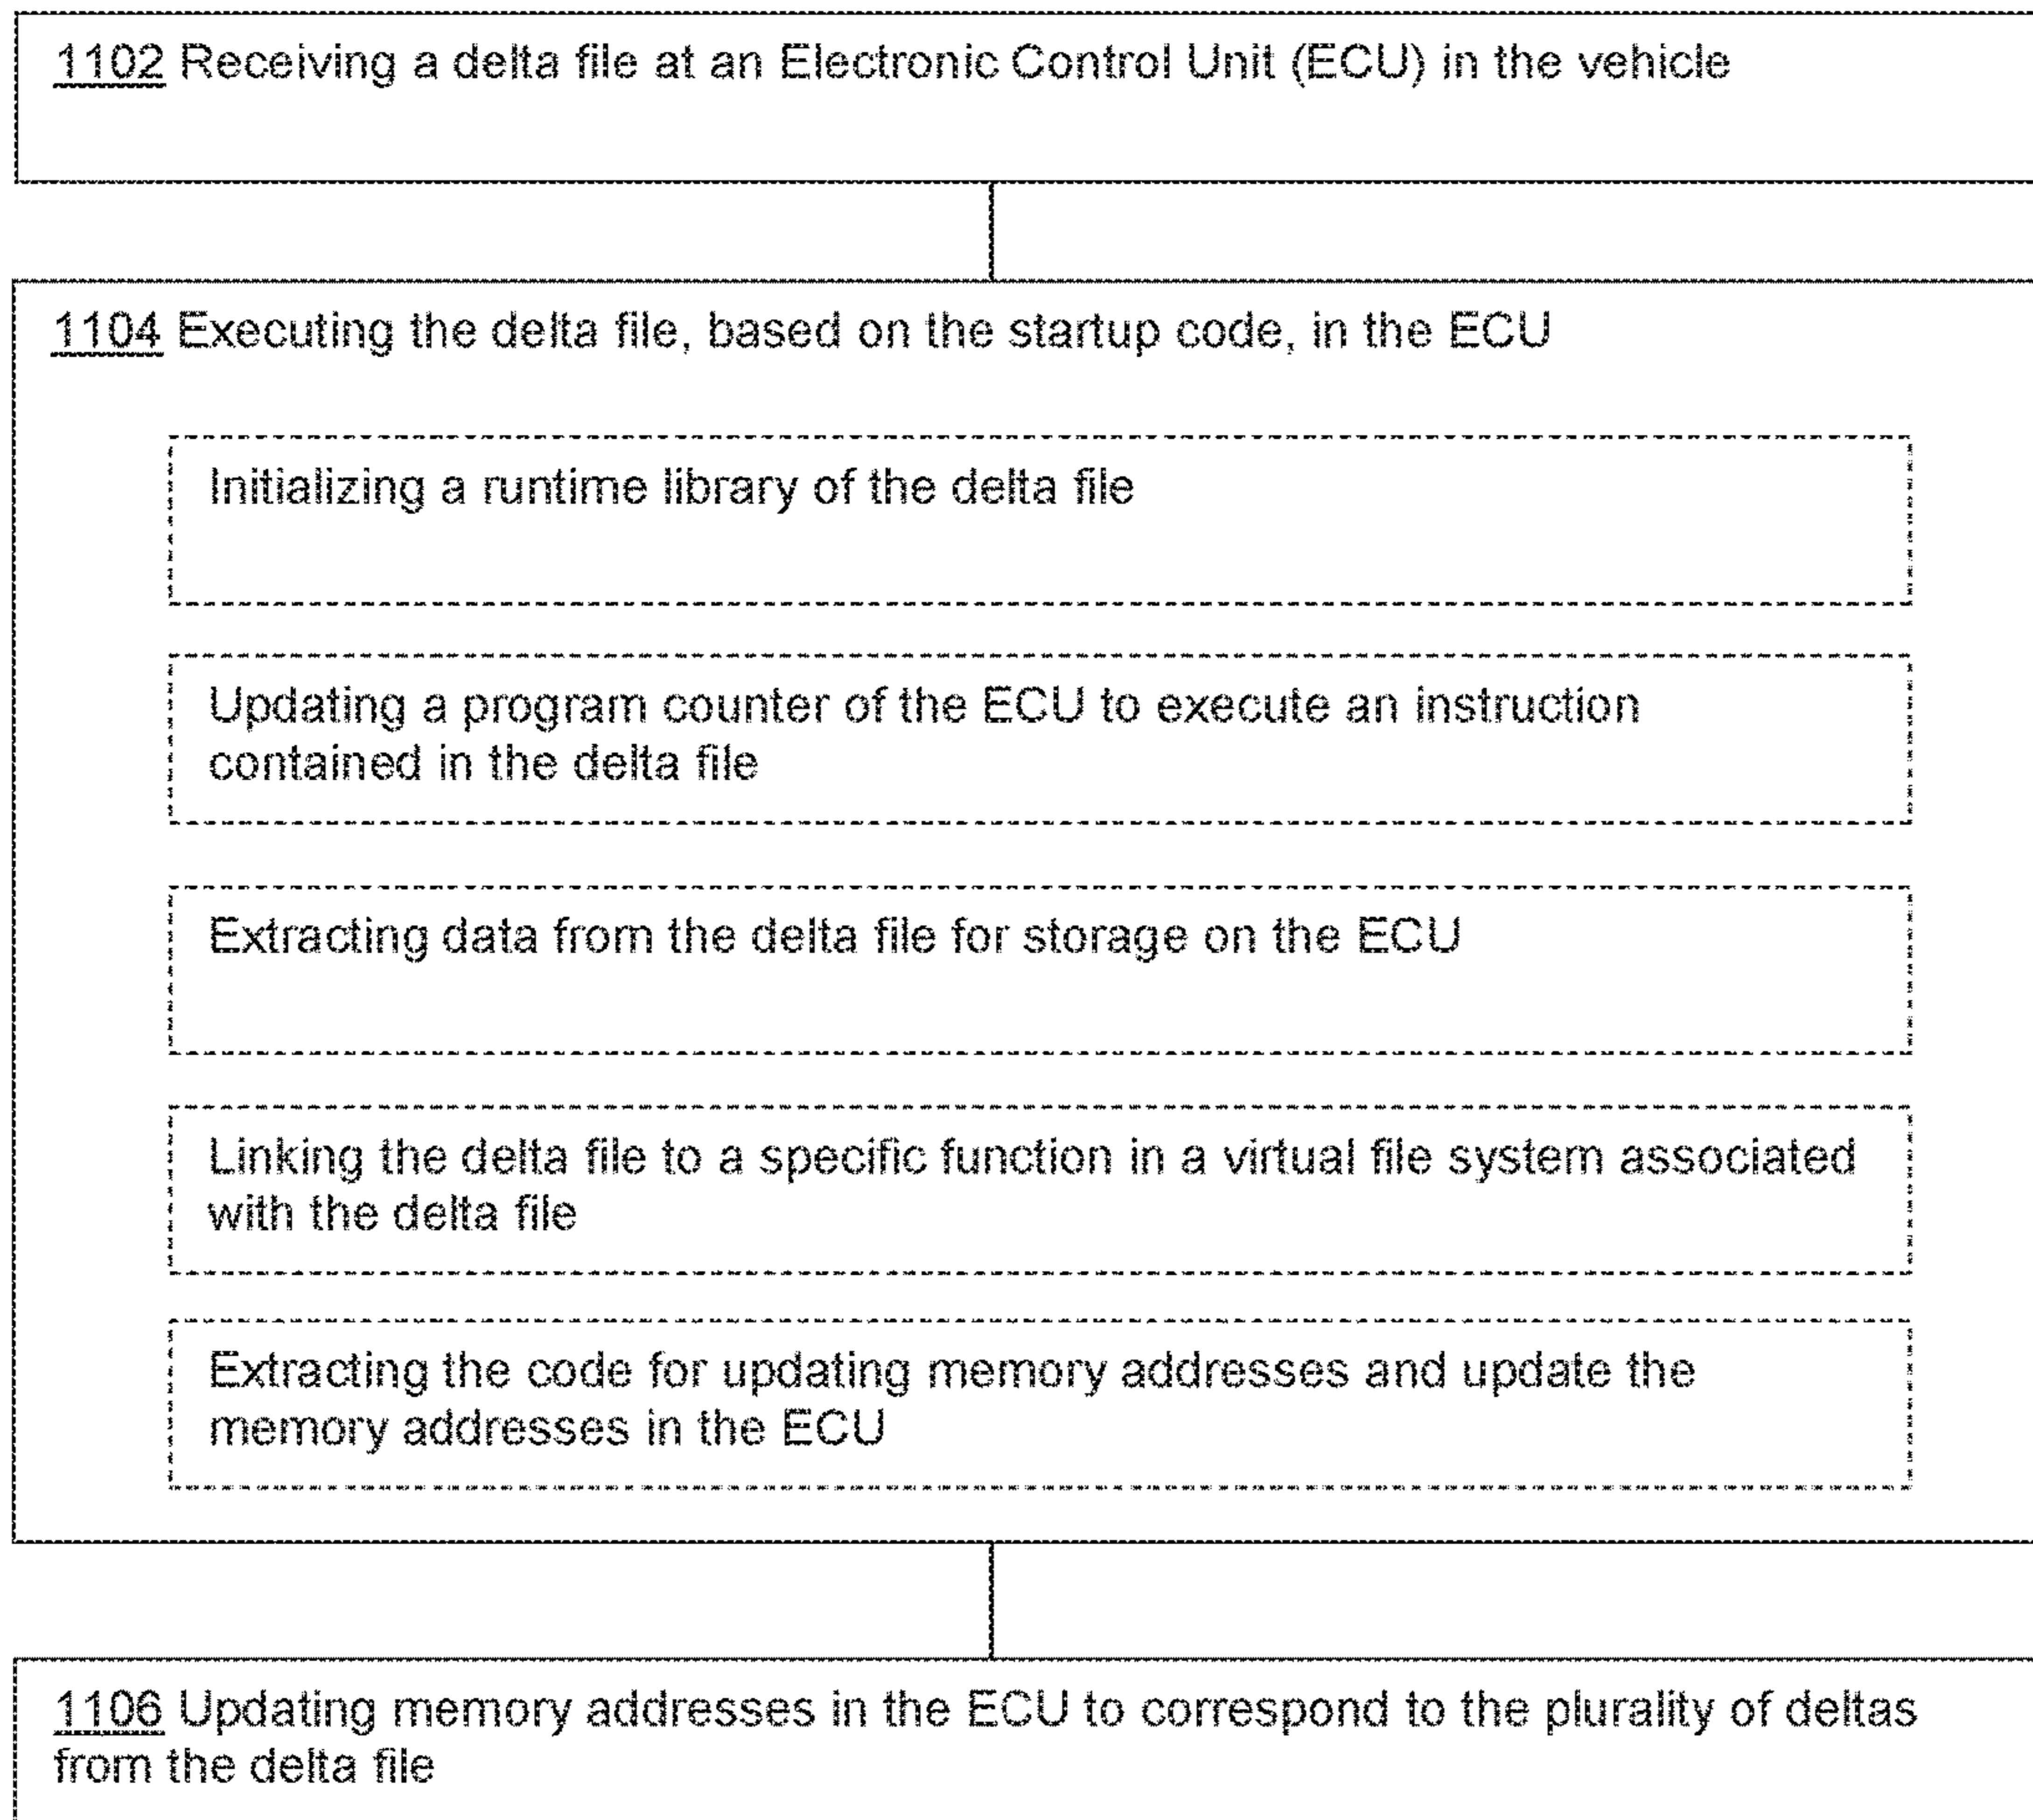 1102 Receiving a delta file at an Electronic Control Unit (ECU) in the vehicle
1104 Executing the delta file, based on the startup code, in the ECU
Initializing a runtime library of the delta file
Updating a program counter of the ECU to execute an instruction
contained in the delta file
Extracting data from the delta file for storage on the ECU
Linking the delta file to a specific function in a virtual file system associated
with the delta file
Extracting the code for updating memory addresses and update the
memory addresses in the ECU
1106 Updating memory addresses in the ECU to correspond to the plurality of deltas
from the delta file